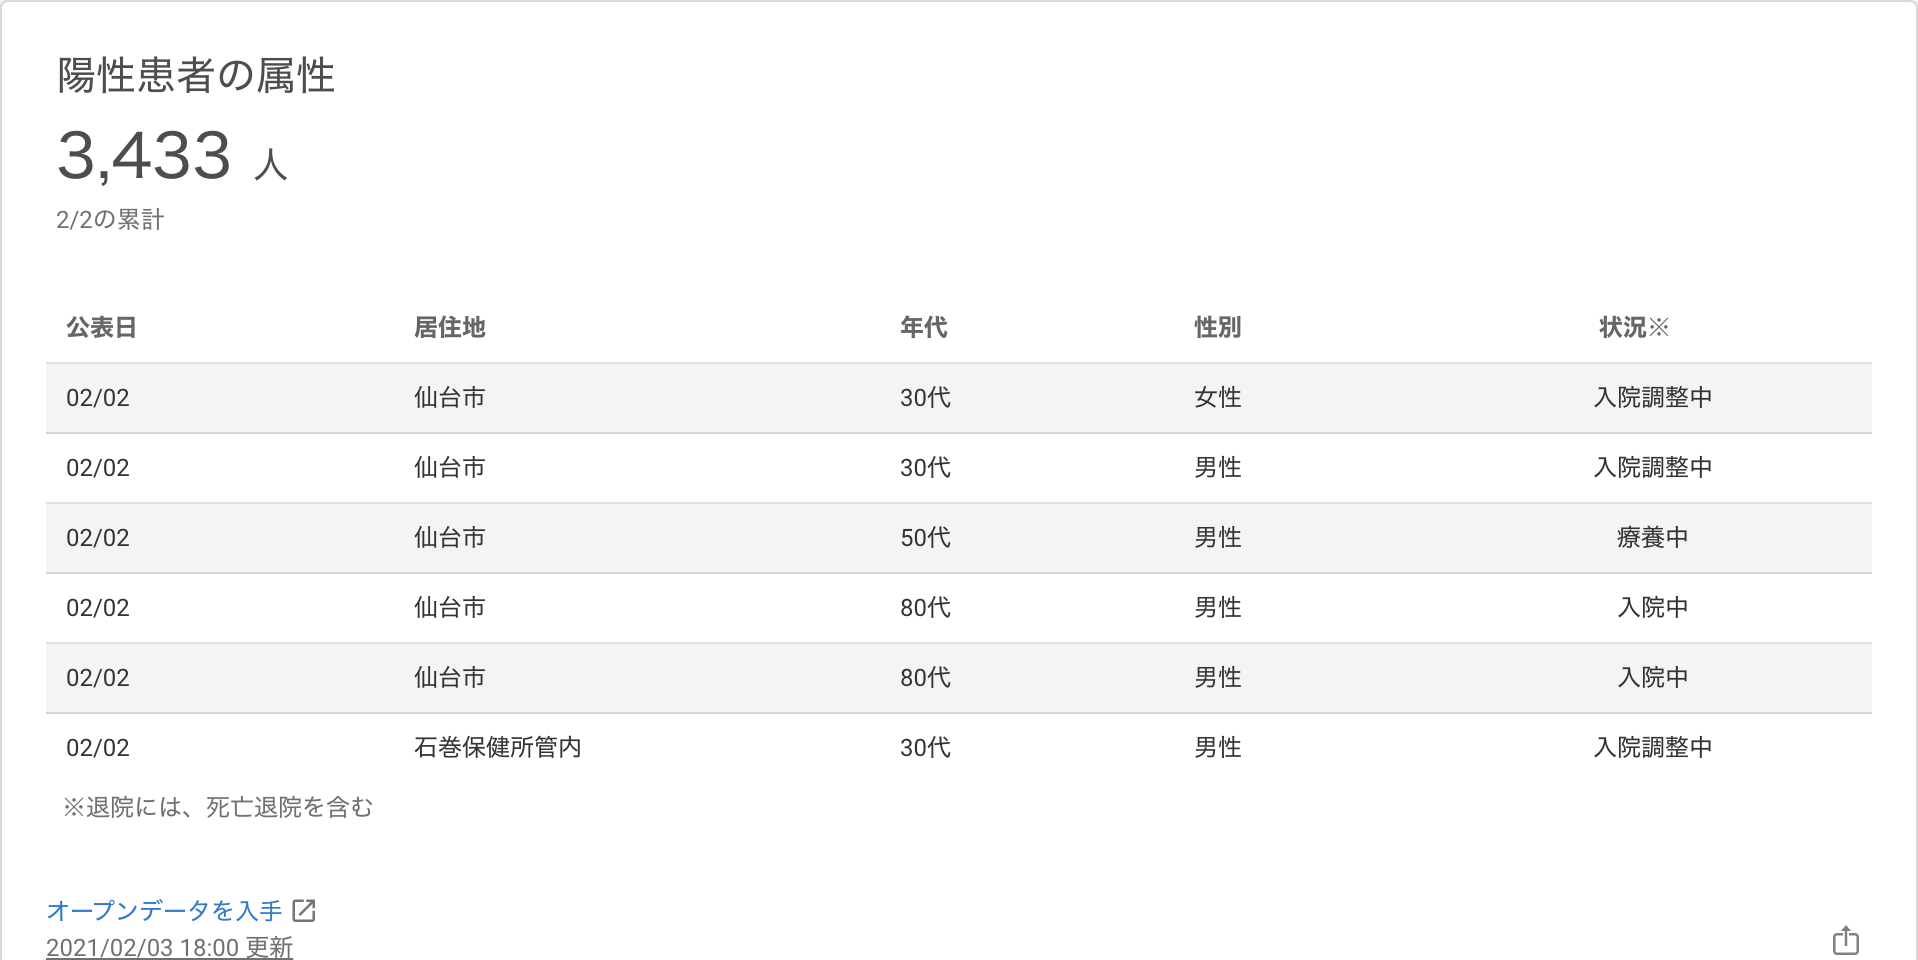 陽性患者の属性
3,433 人
2/2の累計
公表日 居住地 年代 性別 状況※
02/02 仙台市 30代 女性 入院調整中
02/02 仙台市 30代 男性 入院調整中
02/02 仙台市 50代 男性 療養中
02/02 仙台市 80代 男性 入院中
02/02 仙台市 80代 男性 入院中
02/02 石巻保健所管内 30代 男性 入院調整中
※退院には、死亡退院を含む
オープンデータを入手
2021/02/03 18:00 更新